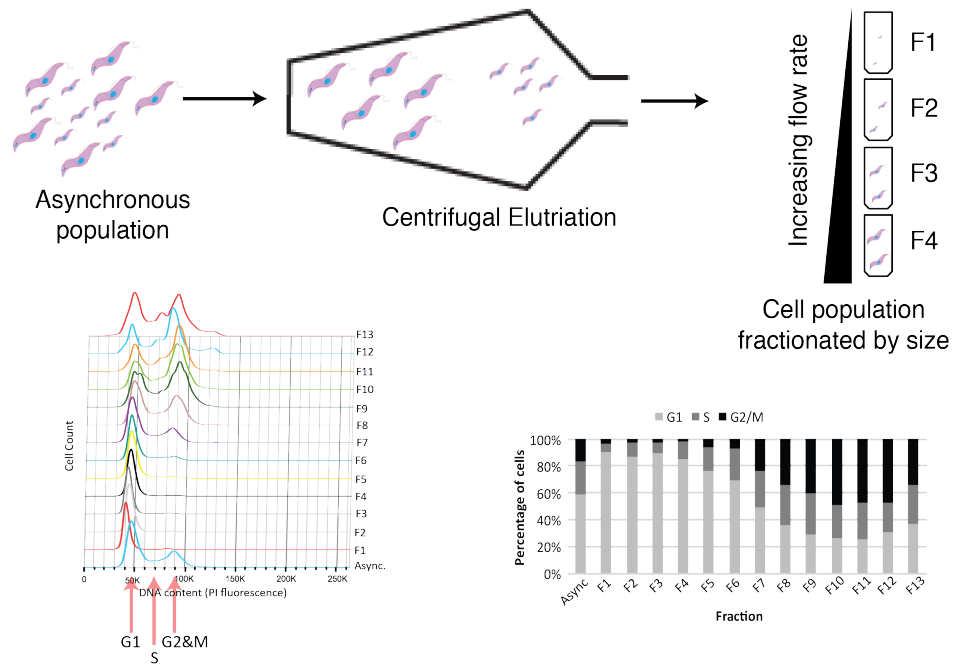 Asynchronous
population
Centrifugal Elutriation
Increasing flow rate
F1
F2
F3
F4
Cell population
fractionated by size
Cell Count
F13
F12
F11
F10
F9
F8
F7
F6
F5
F4
F3
F2
F1
Async.
0 50K 100K 150K 200K 250K
DNA content (PI fluorescence)
G1 G2&M
S
G1 S G2/M
Percentage of cells
100%
80%
60%
40%
20%
0%
Async F1 F2 F3 F4 F5 F6 F7 F8 F9 F10 F11 F12 F13
Fraction